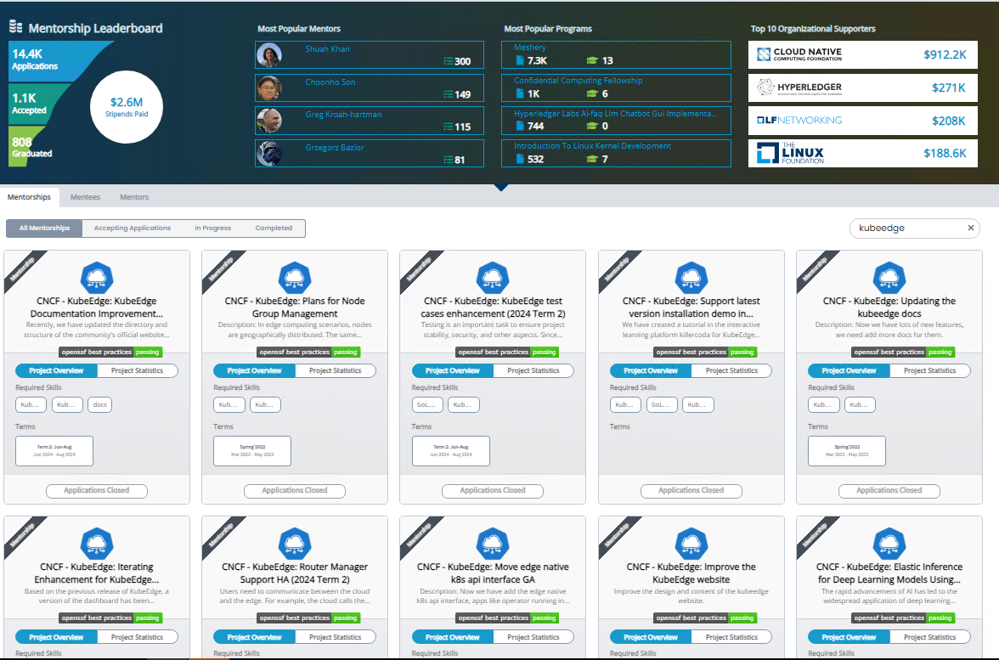 Mentorship Leaderboard
14.4K
Applications
1.1K
Accepted
808
Graduated
$2.6M
Stipends Paid
Most Popular Mentors
Shuah Khan
300
Choonho Son
149
Greg Kroah-hartman
115
Grzegorz Bazior
81
Most Popular Programs
Meshery
7.3K 13
Confidential Computing Fellowship
1K 6
Hyperledger Labs Ai-faq Llm Chatbot Gui Implementa...
744 0
Introduction To Linux Kernel Development
532 7
Top 10 Organizational Supporters
CLOUD NATIVE
COMPUTING FOUNDATION
$912.2K
HYPERLEDGER
BLOCKCHAIN TECHNOLOGIES FOR BUSINESS
$271K
LFNETWORKING
$208K
THE
LINUX
FOUNDATION
$188.6K
Mentorships Mentees Mentors
All Mentorships Accepting Applications In Progress Completed
kubeedge ✕
Mentorship
CNCF - KubeEdge: KubeEdge
Documentation Improvement...
Recently, we have updated the directory and
structure of the community's official website...
openssf best practices passing
Project Overview Project Statistics
Required Skills
Kub... Kub... docs
Terms
Term 2: Jun-Aug
Jun 2024 - Aug 2024
Applications Closed
Mentorship
CNCF - KubeEdge: Plans for Node
Group Management
Description: In edge computing scenarios, nodes
are geographically distributed. The same...
openssf best practices passing
Project Overview Project Statistics
Required Skills
Kub... Kub...
Terms
Spring'2022
Mar 2022 - May 2022
Applications Closed
Mentorship
CNCF - KubeEdge: KubeEdge test
cases enhancement (2024 Term 2)
Testing is an important task to ensure project
stability, security, and other aspects. Since...
openssf best practices passing
Project Overview Project Statistics
Required Skills
GoL... Kub...
Terms
Term 2: Jun-Aug
Jun 2024 - Aug 2024
Applications Closed
Mentorship
CNCF - KubeEdge: Support latest
version installation demo in...
We have created a tutorial in the interactive
learning platform killercoda for KubeEdge...
openssf best practices passing
Project Overview Project Statistics
Required Skills
Kub... GoL... Kub...
Terms
Applications Closed
Mentorship
CNCF - KubeEdge: Updating the
kubeedge docs
Description: Now we have lots of new features,
we need add more docs for them.
openssf best practices passing
Project Overview Project Statistics
Required Skills
Kub... Kub...
Terms
Spring'2022
Mar 2022 - May 2022
Applications Closed
Mentorship
CNCF - KubeEdge: Iterating
Enhancement for KubeEdge...
Based on the previous release of KubeEdge, a
version of the dashboard has been...
openssf best practices passing
Project Overview Project Statistics
Required Skills
Mentorship
CNCF - KubeEdge: Router Manager
Support HA (2024 Term 2)
Users need to communicate between the cloud
and the edge. For example, the cloud calls the...
openssf best practices passing
Project Overview Project Statistics
Required Skills
Mentorship
CNCF - KubeEdge: Move edge native
k8s api interface GA
Description: Now we have add the edge native
k8s api interface, apps like operator running in...
openssf best practices passing
Project Overview Project Statistics
Required Skills
Mentorship
CNCF - KubeEdge: Improve the
KubeEdge website
Improve the design and content of the kubeedge
website.
openssf best practices passing
Project Overview Project Statistics
Required Skills
Mentorship
CNCF - KubeEdge: Elastic Inference
for Deep Learning Models Using...
The rapid advancement of AI has led to the
widespread application of deep learning...
openssf best practices passing
Project Overview Project Statistics
Required Skills